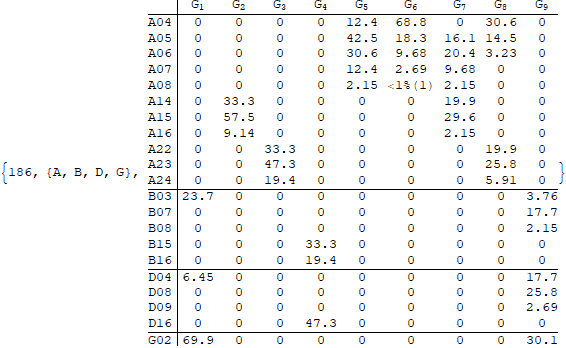 G1 G2 G3 G4 G5 G6 G7 G8 G9
A04 0 0 0 0 12.4 68.8 0 30.6 0
A05 0 0 0 0 42.5 18.3 16.1 14.5 0
A06 0 0 0 0 30.6 9.68 20.4 3.23 0
A07 0 0 0 0 12.4 2.69 9.68 0 0
A08 0 0 0 0 2.15 <1%(1) 2.15 0 0
A14 0 33.3 0 0 0 0 19.9 0 0
A15 0 57.5 0 0 0 0 29.6 0 0
A16 0 9.14 0 0 0 0 2.15 0 0
A22 0 0 33.3 0 0 0 0 19.9 0
{186, {A, B, D, G}, A23 0 0 47.3 0 0 0 0 25.8 0 }
A24 0 0 19.4 0 0 0 0 5.91 0
B03 23.7 0 0 0 0 0 0 0 3.76
B07 0 0 0 0 0 0 0 0 17.7
B08 0 0 0 0 0 0 0 0 2.15
B15 0 0 0 33.3 0 0 0 0 0
B16 0 0 0 19.4 0 0 0 0 0
D04 6.45 0 0 0 0 0 0 0 17.7
D08 0 0 0 0 0 0 0 0 25.8
D09 0 0 0 0 0 0 0 0 2.69
D16 0 0 0 47.3 0 0 0 0 0
G02 69.9 0 0 0 0 0 0 0 30.1